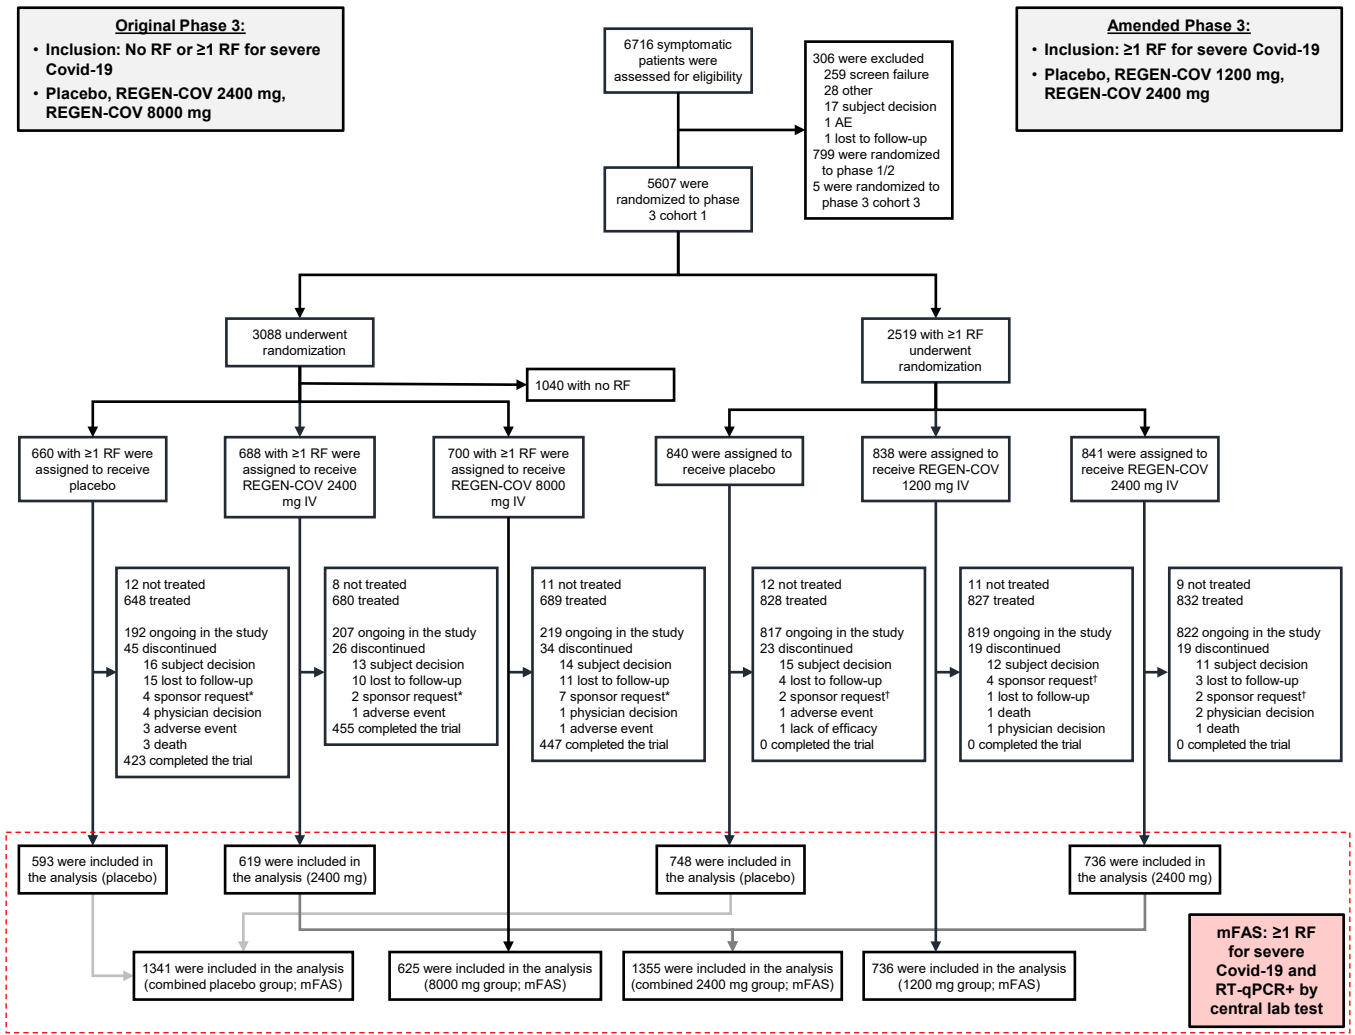 Original Phase 3:
• Inclusion: No RF or ≥1 RF for severe
Covid-19
• Placebo, REGEN-COV 2400 mg,
REGEN-COV 8000 mg
6716 symptomatic
patients were
assessed for eligibility
306 were excluded
259 screen failure
28 other
17 subject decision
1 AE
1 lost to follow-up
799 were randomized
to phase 1/2
5 were randomized to
phase 3 cohort 3
Amended Phase 3:
• Inclusion: ≥1 RF for severe Covid-19
• Placebo, REGEN-COV 1200 mg,
REGEN-COV 2400 mg
5607 were
randomized to phase
3 cohort 1
3088 underwent
randomization
2519 with ≥1 RF
underwent
randomization
1040 with no RF
660 with ≥1 RF were
assigned to receive
placebo
688 with ≥1 RF were
assigned to receive
REGEN-COV 2400
mg IV
700 with ≥1 RF were
assigned to receive
REGEN-COV 8000
mg IV
840 were assigned to
receive placebo
838 were assigned to
receive REGEN-COV
1200 mg IV
841 were assigned to
receive REGEN-COV
2400 mg IV
12 not treated
648 treated
192 ongoing in the study
45 discontinued
16 subject decision
15 lost to follow-up
4 sponsor request*
4 physician decision
3 adverse event
3 death
423 completed the trial
8 not treated
680 treated
207 ongoing in the study
26 discontinued
13 subject decision
10 lost to follow-up
2 sponsor request*
1 adverse event
455 completed the trial
11 not treated
689 treated
219 ongoing in the study
34 discontinued
14 subject decision
11 lost to follow-up
7 sponsor request*
1 physician decision
1 adverse event
447 completed the trial
12 not treated
828 treated
817 ongoing in the study
23 discontinued
15 subject decision
4 lost to follow-up
2 sponsor request†
1 adverse event
1 lack of efficacy
0 completed the trial
11 not treated
827 treated
819 ongoing in the study
19 discontinued
12 subject decision
4 sponsor request†
1 lost to follow-up
1 death
1 physician decision
0 completed the trial
9 not treated
832 treated
822 ongoing in the study
19 discontinued
11 subject decision
3 lost to follow-up
2 sponsor request†
2 physician decision
1 death
0 completed the trial
593 were included in
the analysis (placebo)
619 were included in
the analysis (2400 mg)
748 were included in
the analysis (placebo)
736 were included in
the analysis (2400 mg)
1341 were included in the analysis
(combined placebo group; mFAS)
625 were included in the analysis
(8000 mg group; mFAS)
1355 were included in the analysis
(combined 2400 mg group; mFAS)
736 were included in the analysis
(1200 mg group; mFAS)
mFAS: ≥1 RF
for severe
Covid-19 and
RT-qPCR+ by
central lab test